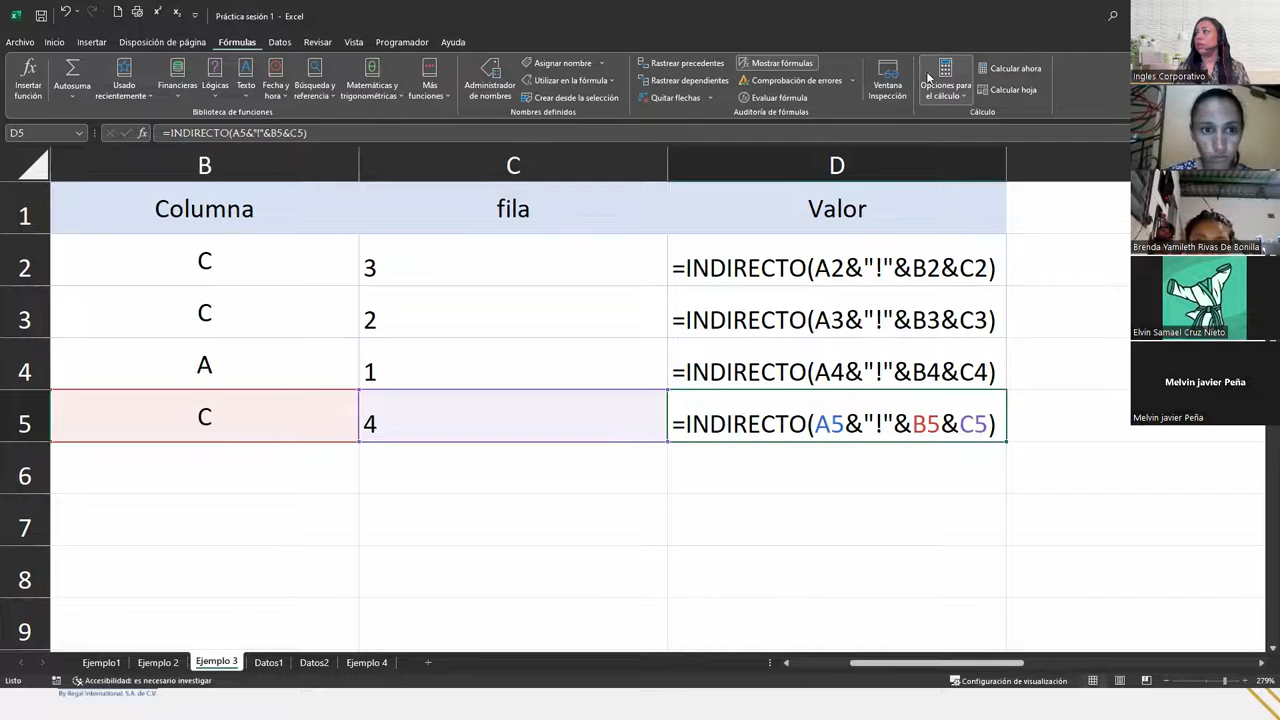 Práctica sesión 1 - Excel
Archivo Inicio Insertar Disposición de página Fórmulas Datos Revisar Vista Programador Ayuda
Insertar función
Autosuma
Usado recientemente
Financieras
Lógicas
Texto
Fecha y hora
Búsqueda y referencia
Matemáticas y trigonométricas
Más funciones
Biblioteca de funciones
de nombres
Asignar nombre
Utilizar en la fórmula
Crear desde la selección
Nombres definidos
Rastrear precedentes
Rastrear dependientes
Quitar flechas
Mostrar fórmulas
Comprobación de errores
Evaluar fórmula
Auditoría de fórmulas
Ventana Inspección
Opciones para el cálculo
Calcular ahora
Calcular hoja
Cálculo
D5 fx =INDIRECTO(A5&"!"&B5&C5)
B C D
1 Columna fila Valor
2 C 3 =INDIRECTO(A2&"!"&B2&C2)
3 C 2 =INDIRECTO(A3&"!"&B3&C3)
4 A 1 =INDIRECTO(A4&"!"&B4&C4)
5 C 4 =INDIRECTO(A5&"!"&B5&C5)
6
7
8
9
Ejemplo1 Ejemplo 2 Ejemplo 3 Datos1 Datos2 Ejemplo 4
Listo Accesibilidad: es necesario investigar Configuración de visualización 279%
By Regal International, S.A. de C.V.
Ingles Corporativo
Brenda Yamileth Rivas De Bonilla
Elvin Samael Cruz Nieto
Melvin javier Peña
Melvin javier Peña